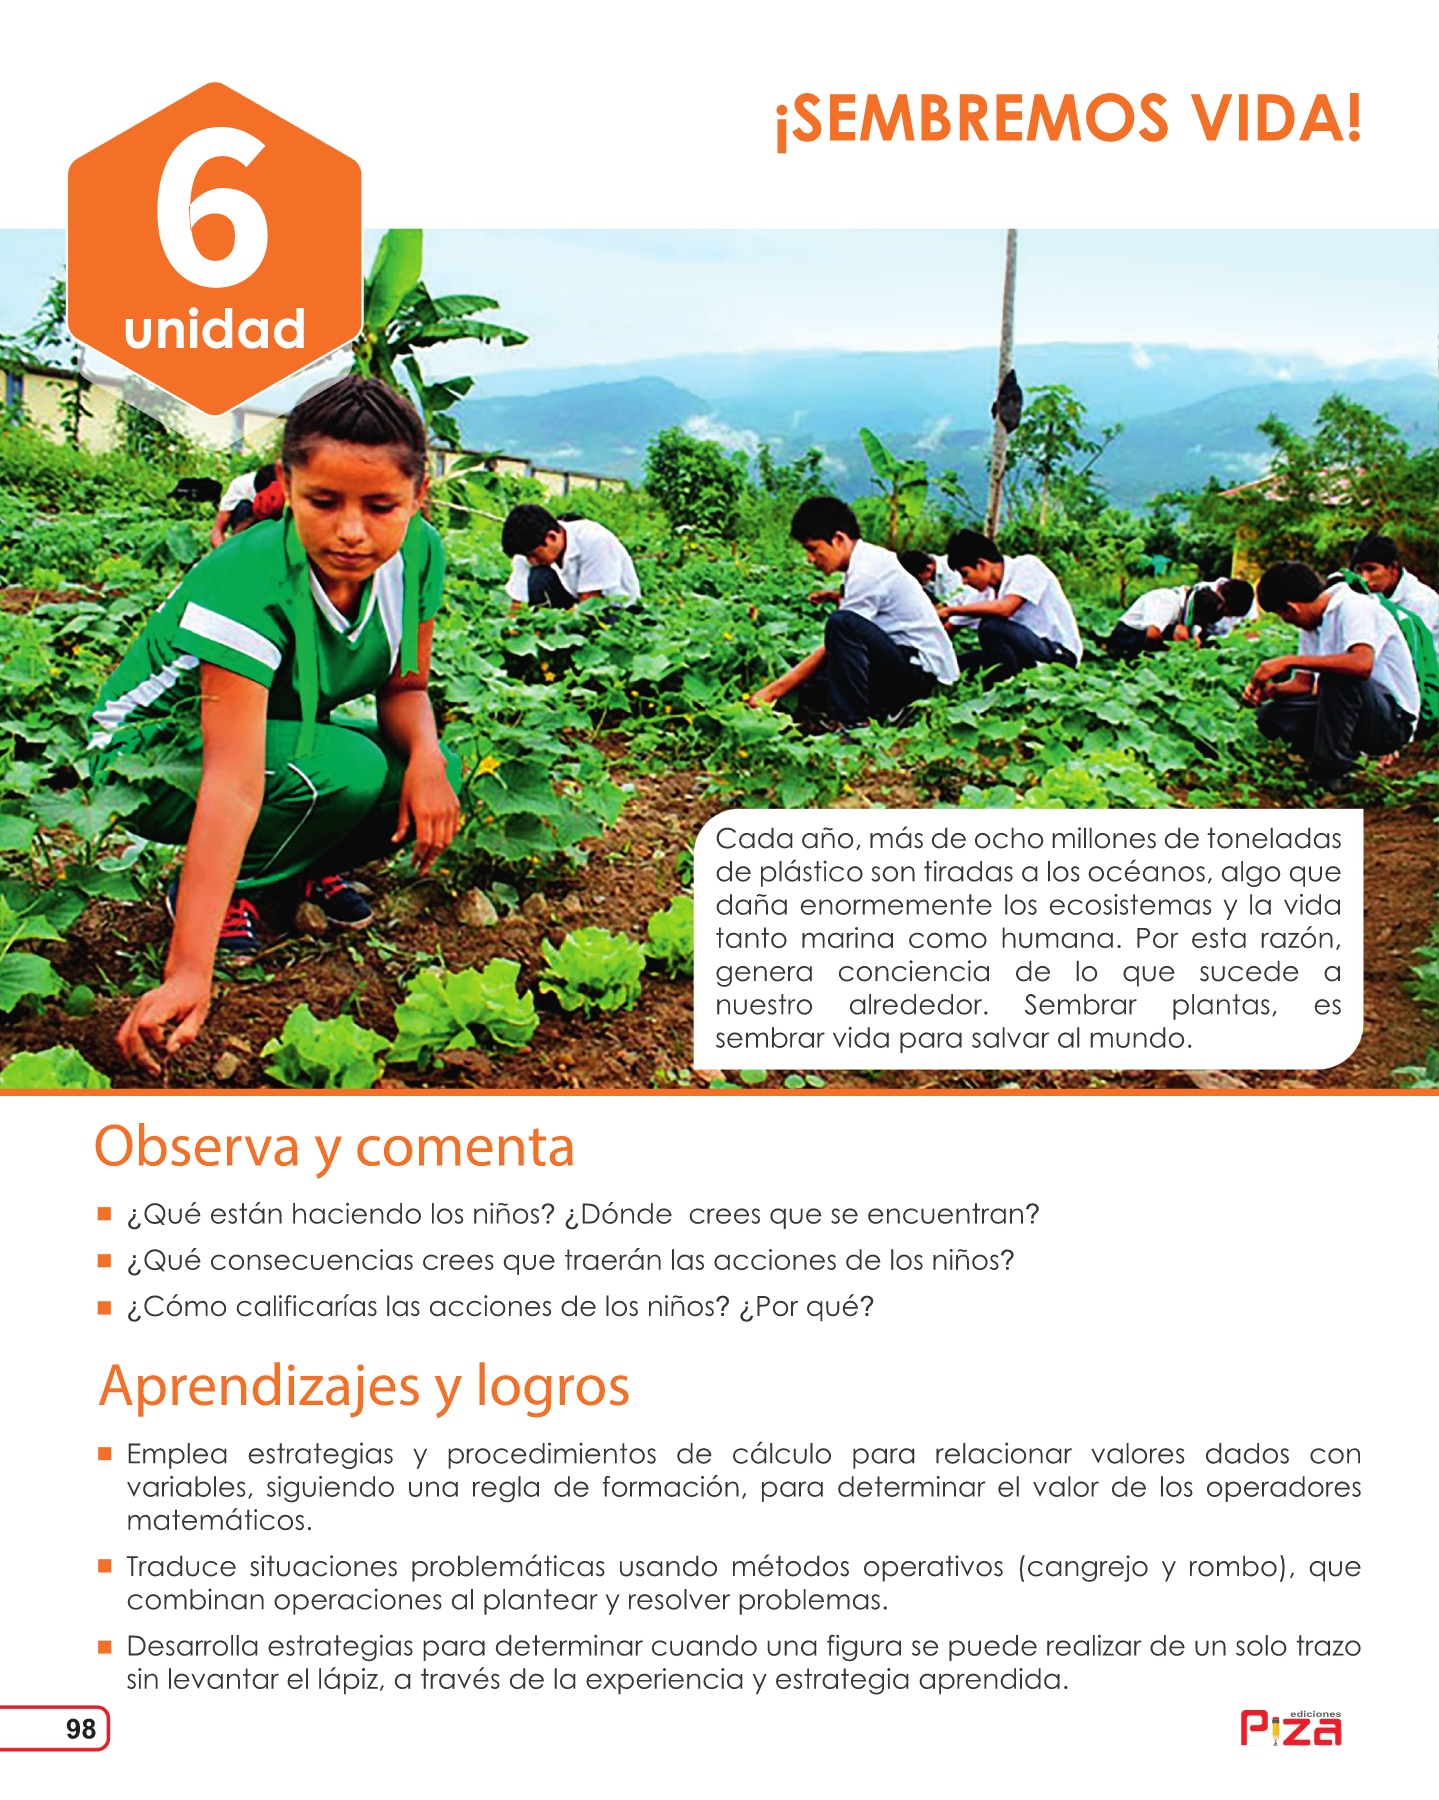 ¡SEMBREMOS VIDA!
6
unidad
Cada año, más de ocho millones de toneladas
de plástico son tiradas a los océanos, algo que
daña enormemente los ecosistemas y la vida
tanto marina como humana. Por esta razón,
genera conciencia de lo que sucede a
nuestro alrededor. Sembrar plantas, es
sembrar vida para salvar al mundo.
Observa y comenta
¿Qué están haciendo los niños? ¿Dónde crees que se encuentran?
¿Qué consecuencias crees que traerán las acciones de los niños?
¿Cómo calificarías las acciones de los niños? ¿Por qué?
Aprendizajes y logros
Emplea estrategias y procedimientos de cálculo para relacionar valores dados con
variables, siguiendo una regla de formación, para determinar el valor de los operadores
matemáticos.
Traduce situaciones problemáticas usando métodos operativos (cangrejo y rombo), que
combinan operaciones al plantear y resolver problemas.
Desarrolla estrategias para determinar cuando una figura se puede realizar de un solo trazo
sin levantar el lápiz, a través de la experiencia y estrategia aprendida.
98
ediciones
Piza